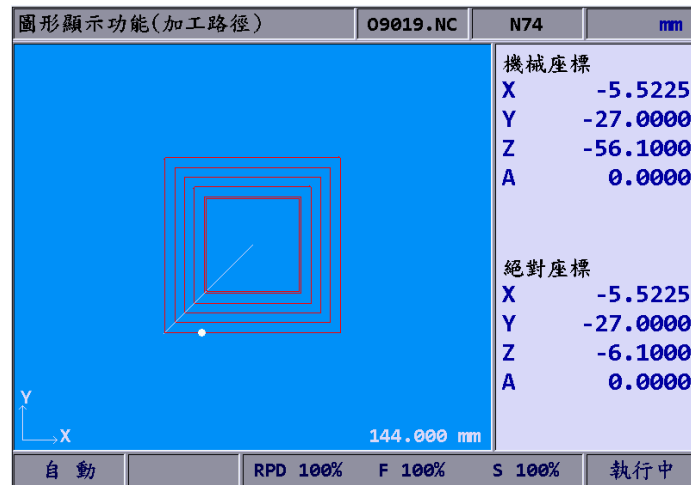 圖形顯示功能(加工路徑) O9019.NC N74 mm
機械座標
X -5.5225
Y -27.0000
Z -56.1000
A 0.0000
絕對座標
X -5.5225
Y -27.0000
Z -6.1000
A 0.0000
Y
X
144.000 mm
自 動 RPD 100% F 100% S 100% 執行中